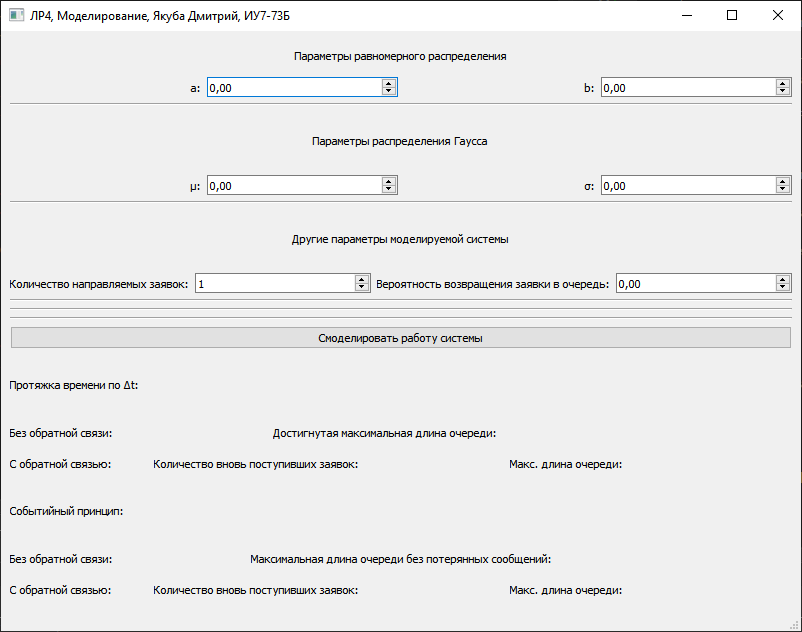 ЛР4, Моделирование, Якуба Дмитрий, ИУ7-73Б
Параметры равномерного распределения
a: 0,00 b: 0,00
Параметры распределения Гаусса
μ: 0,00 σ: 0,00
Другие параметры моделируемой системы
Количество направляемых заявок: 1 Вероятность возвращения заявки в очередь: 0,00
Смоделировать работу системы
Протяжка времени по Δt:
Без обратной связи: Достигнутая максимальная длина очереди:
С обратной связью: Количество вновь поступивших заявок: Макс. длина очереди:
Событийный принцип:
Без обратной связи: Максимальная длина очереди без потерянных сообщений:
С обратной связью: Количество вновь поступивших заявок: Макс. длина очереди: